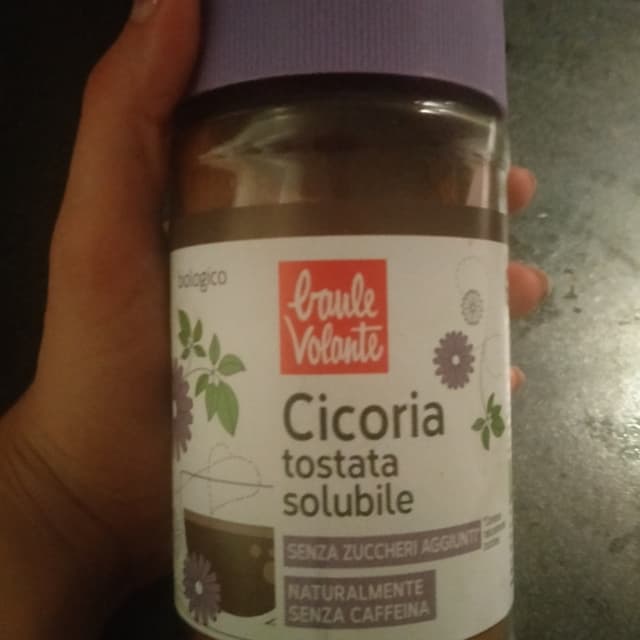 biologico
baule
Volante
Cicoria
tostata
solubile
SENZA ZUCCHERI AGGIUNTI
NATURALMENTE
SENZA CAFFEINA